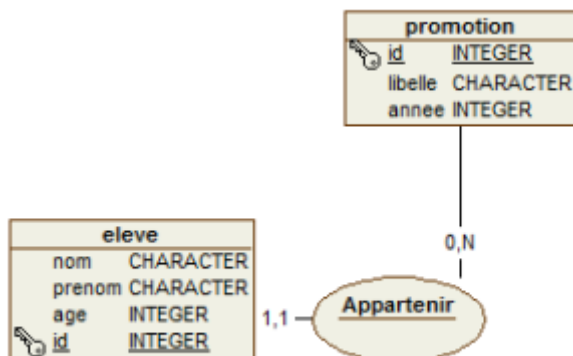 promotion
id INTEGER
libelle CHARACTER
annee INTEGER
0,N
eleve
nom CHARACTER
prenom CHARACTER
age INTEGER
id INTEGER
1,1
Appartenir